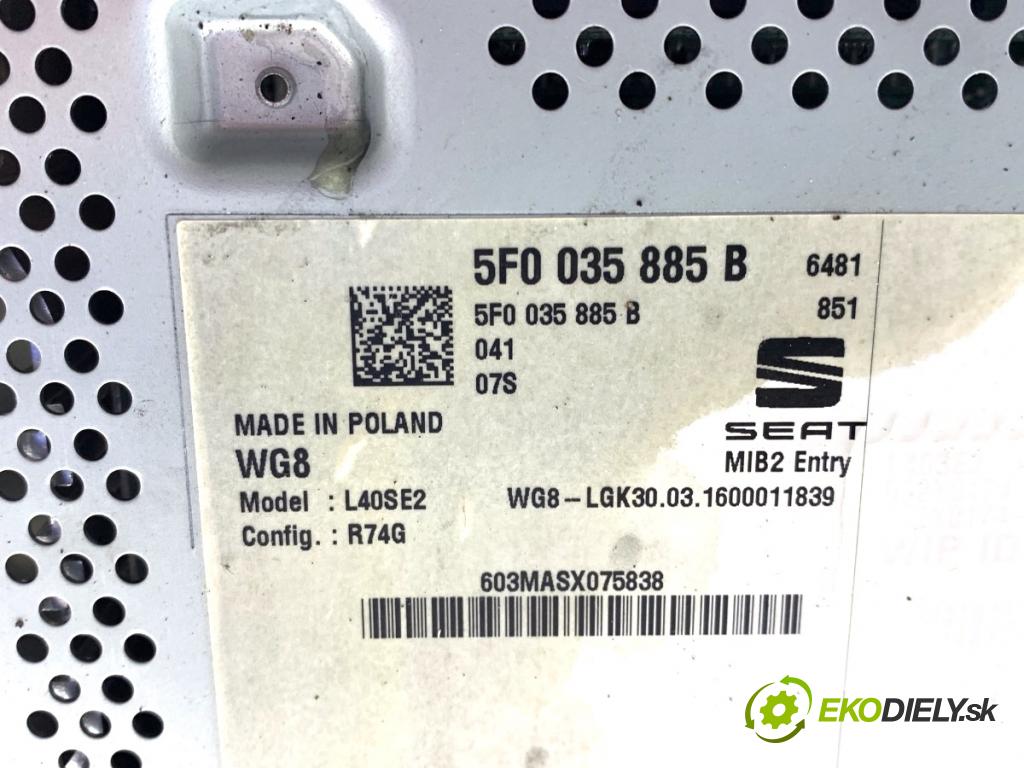 5F0 035 885 B 6481
5F0 035 885 B 851
041
07S
MADE IN POLAND
SEAT
WG8
MIB2 Entry
Model : L40SE2 WG8-LGK30.03.1600011839
Config. : R74G
603MASX075838
EKODIELY.sk